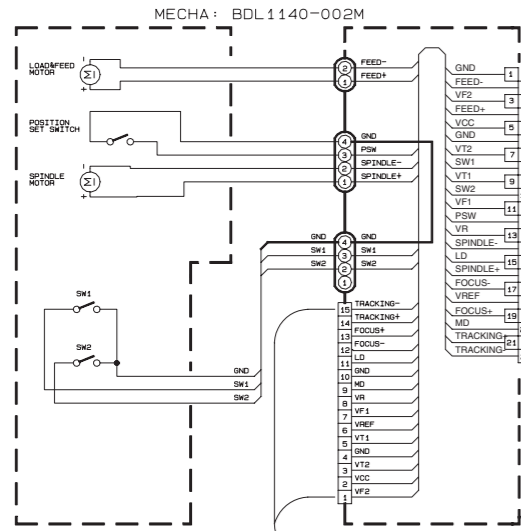 MECHA: BDL1140-002M
LOAD&FEED
MOTOR
M
-
+
POSITION
SET SWITCH
SPINDLE
MOTOR
M
-
+
2 FEED-
1 FEED+
4 GND
3 PSW
2 SPINDLE-
1 SPINDLE+
GND 4 GND
SW1 3 SW1
SW2 2 SW2
1
SW1
SW2
GND
SW1
SW2
15 TRACKING-
14 TRACKING+
13 FOCUS+
12 FOCUS-
11 LD
10 GND
9 MD
8 VR
7 VF1
6 VREF
5 VT1
4 GND
3 VT2
2 VCC
1 VF2
GND 1
FEED-
VF2 3
FEED+
VCC 5
GND
VT2 7
SW1
VT1 9
SW2
VF1 11
PSW
VR 13
SPINDLE-
LD 15
SPINDLE+
FOCUS- 17
VREF
FOCUS+ 19
MD
TRACKING+ 21
TRACKING-